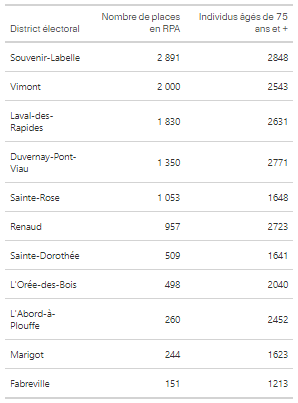 District électoral Nombre de places en RPA Individus âgés de 75 ans et +
Souvenir-Labelle 2 891 2848
Vimont 2 000 2543
Laval-des-Rapides 1 830 2631
Duvernay-Pont-Viau 1 350 2771
Sainte-Rose 1 053 1648
Renaud 957 2723
Sainte-Dorothée 509 1641
L'Orée-des-Bois 498 2040
L'Abord-à-Plouffe 260 2452
Marigot 244 1623
Fabreville 151 1213